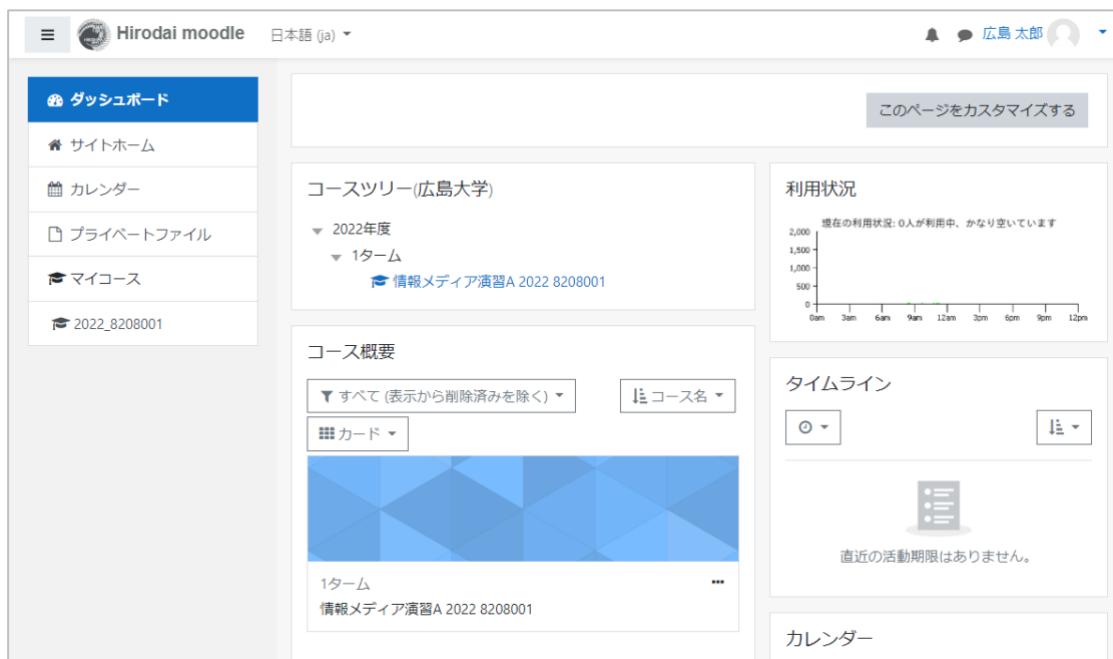 Hirodai moodle 日本語 (ja)
広島 太郎
ダッシュボード
サイトホーム
カレンダー
プライベートファイル
マイコース
2022_8208001
このページをカスタマイズする
コースツリー(広島大学)
2022年度
1ターム
情報メディア演習A 2022 8208001
コース概要
すべて (表示から削除済みを除く)
コース名
カード
1ターム
情報メディア演習A 2022 8208001
利用状況
現在の利用状況: 0人が利用中、かなり空いています
2,000
1,500
1,000
500
0
0am 3am 6am 9am 12am 3pm 6pm 9pm 12pm
タイムライン
直近の活動期限はありません。
カレンダー